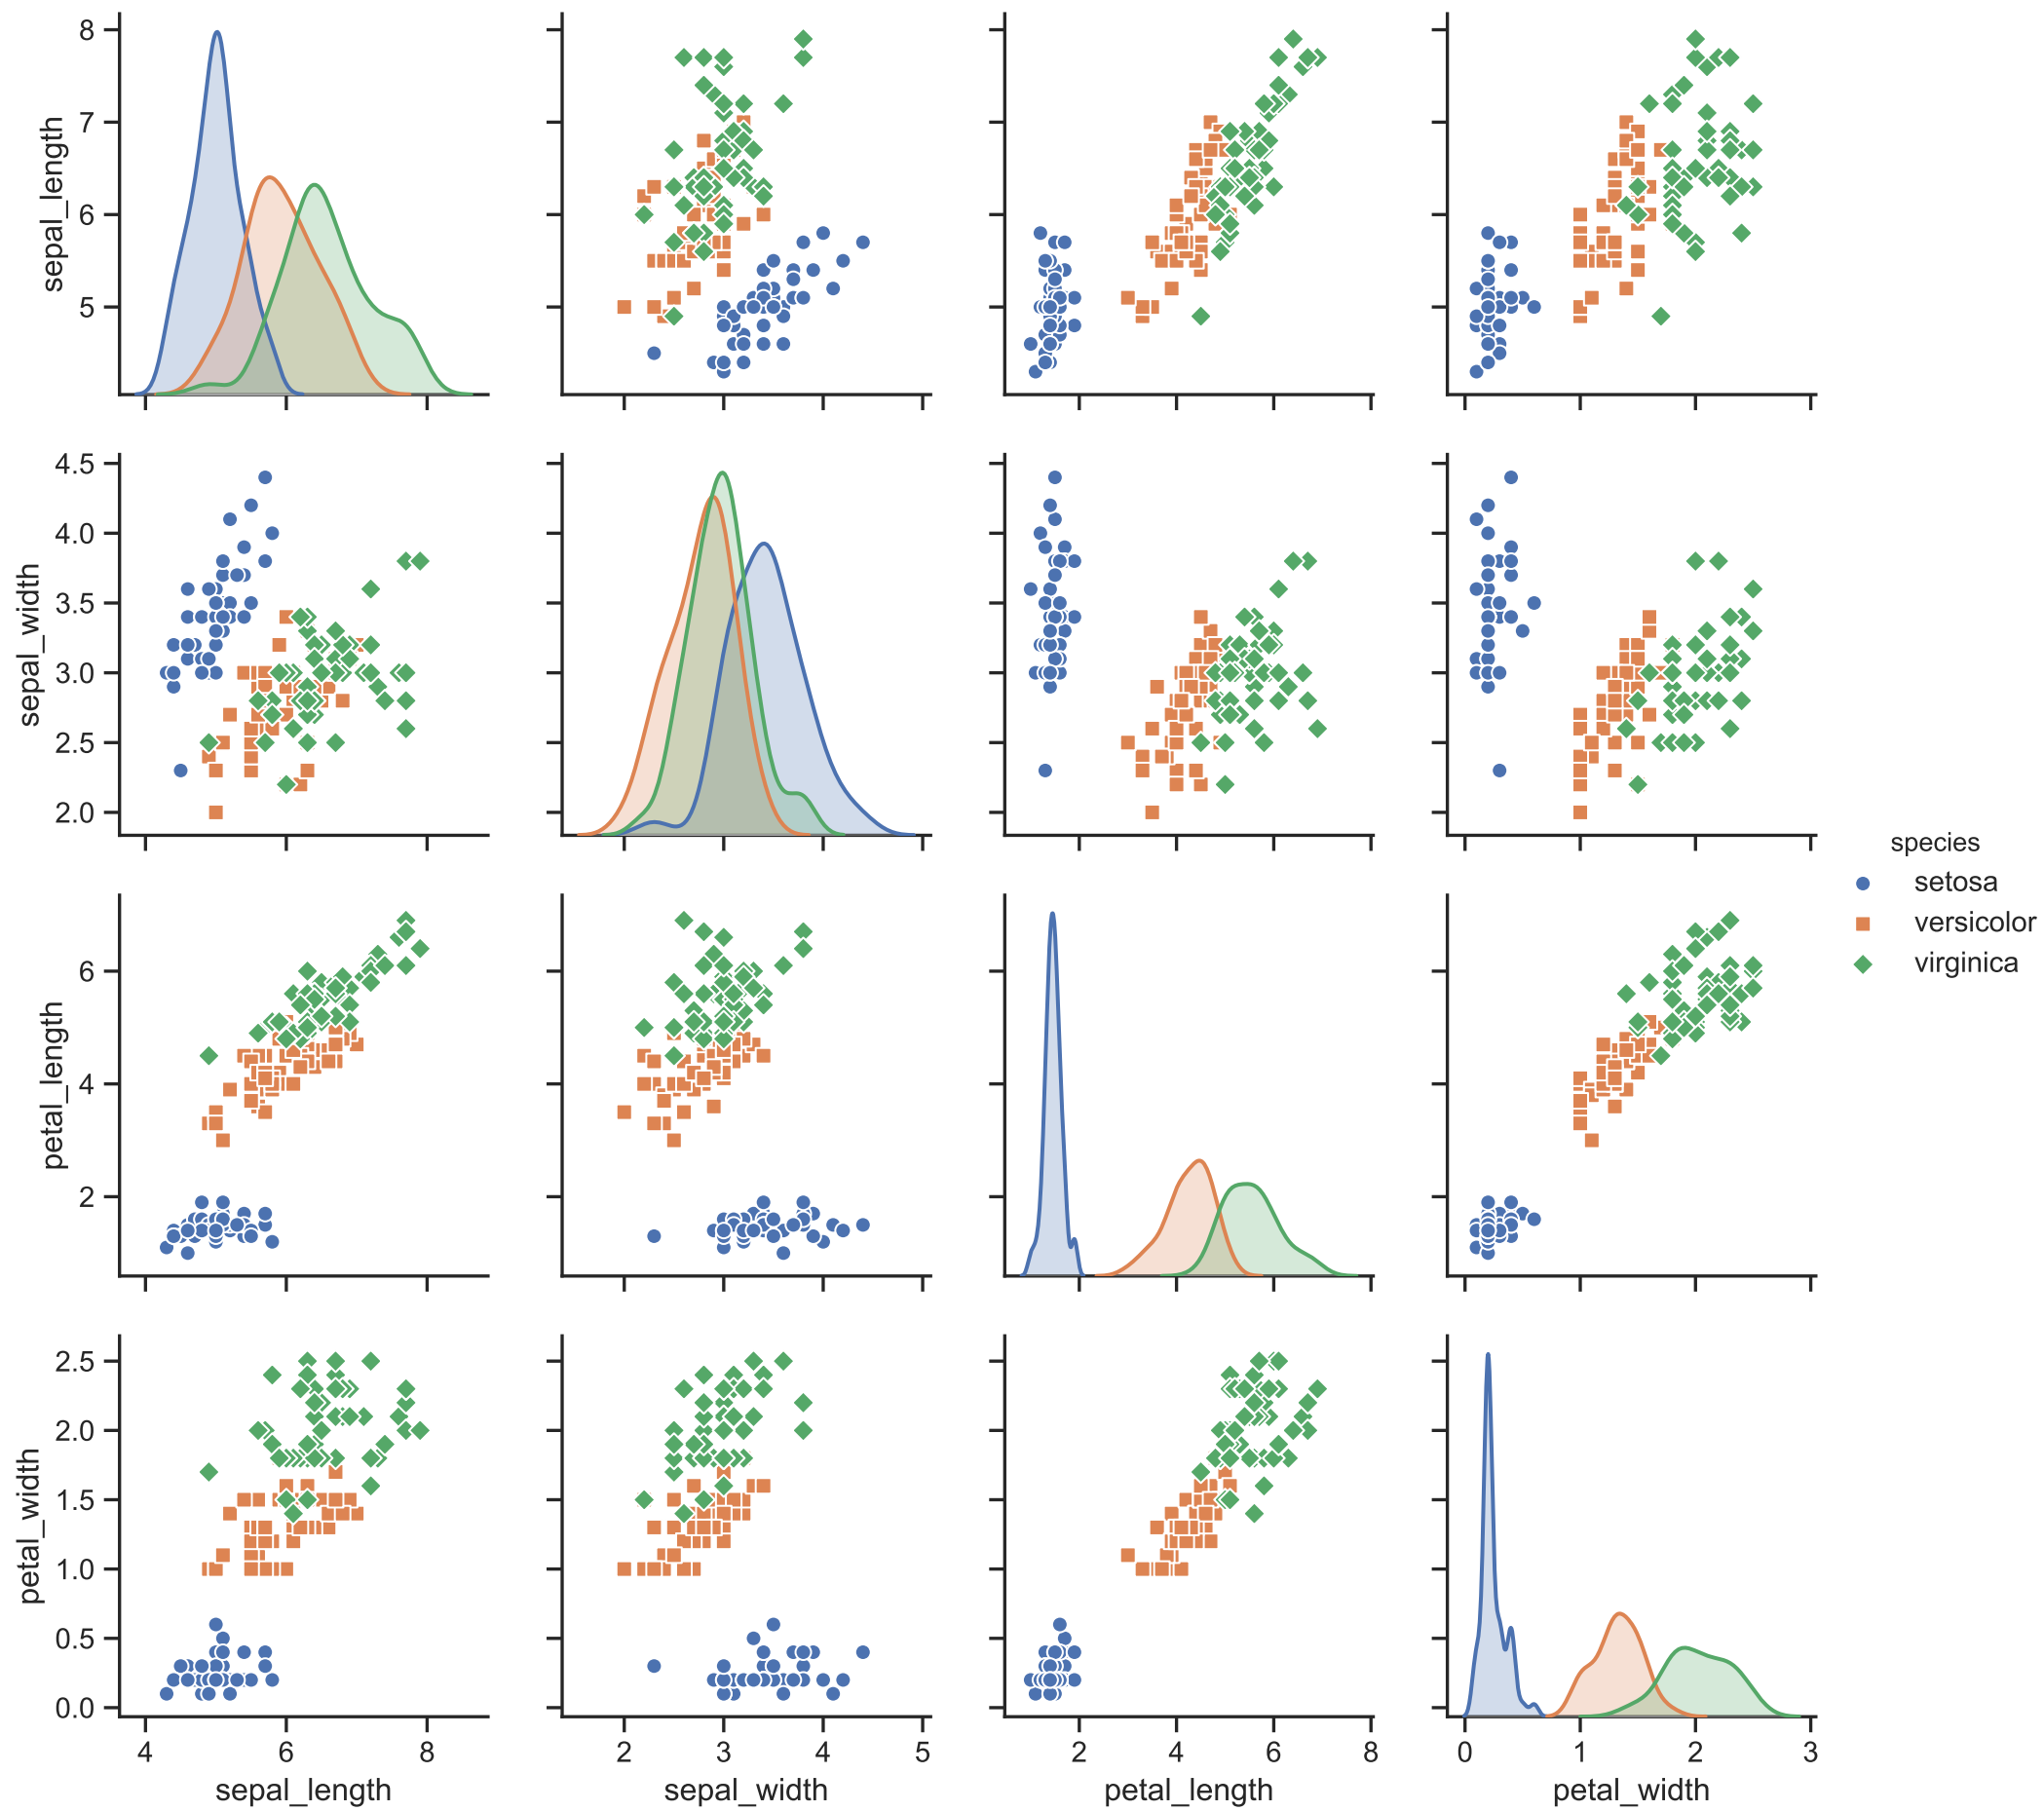 8
7
6
5
sepal_length
4.5
4.0
3.5
3.0
2.5
2.0
sepal_width
species
setosa
versicolor
virginica
6
4
2
petal_length
2.5
2.0
1.5
1.0
0.5
0.0
petal_width
4 6 8
2 3 4 5
2 4 6 8
0 1 2 3
sepal_length
sepal_width
petal_length
petal_width